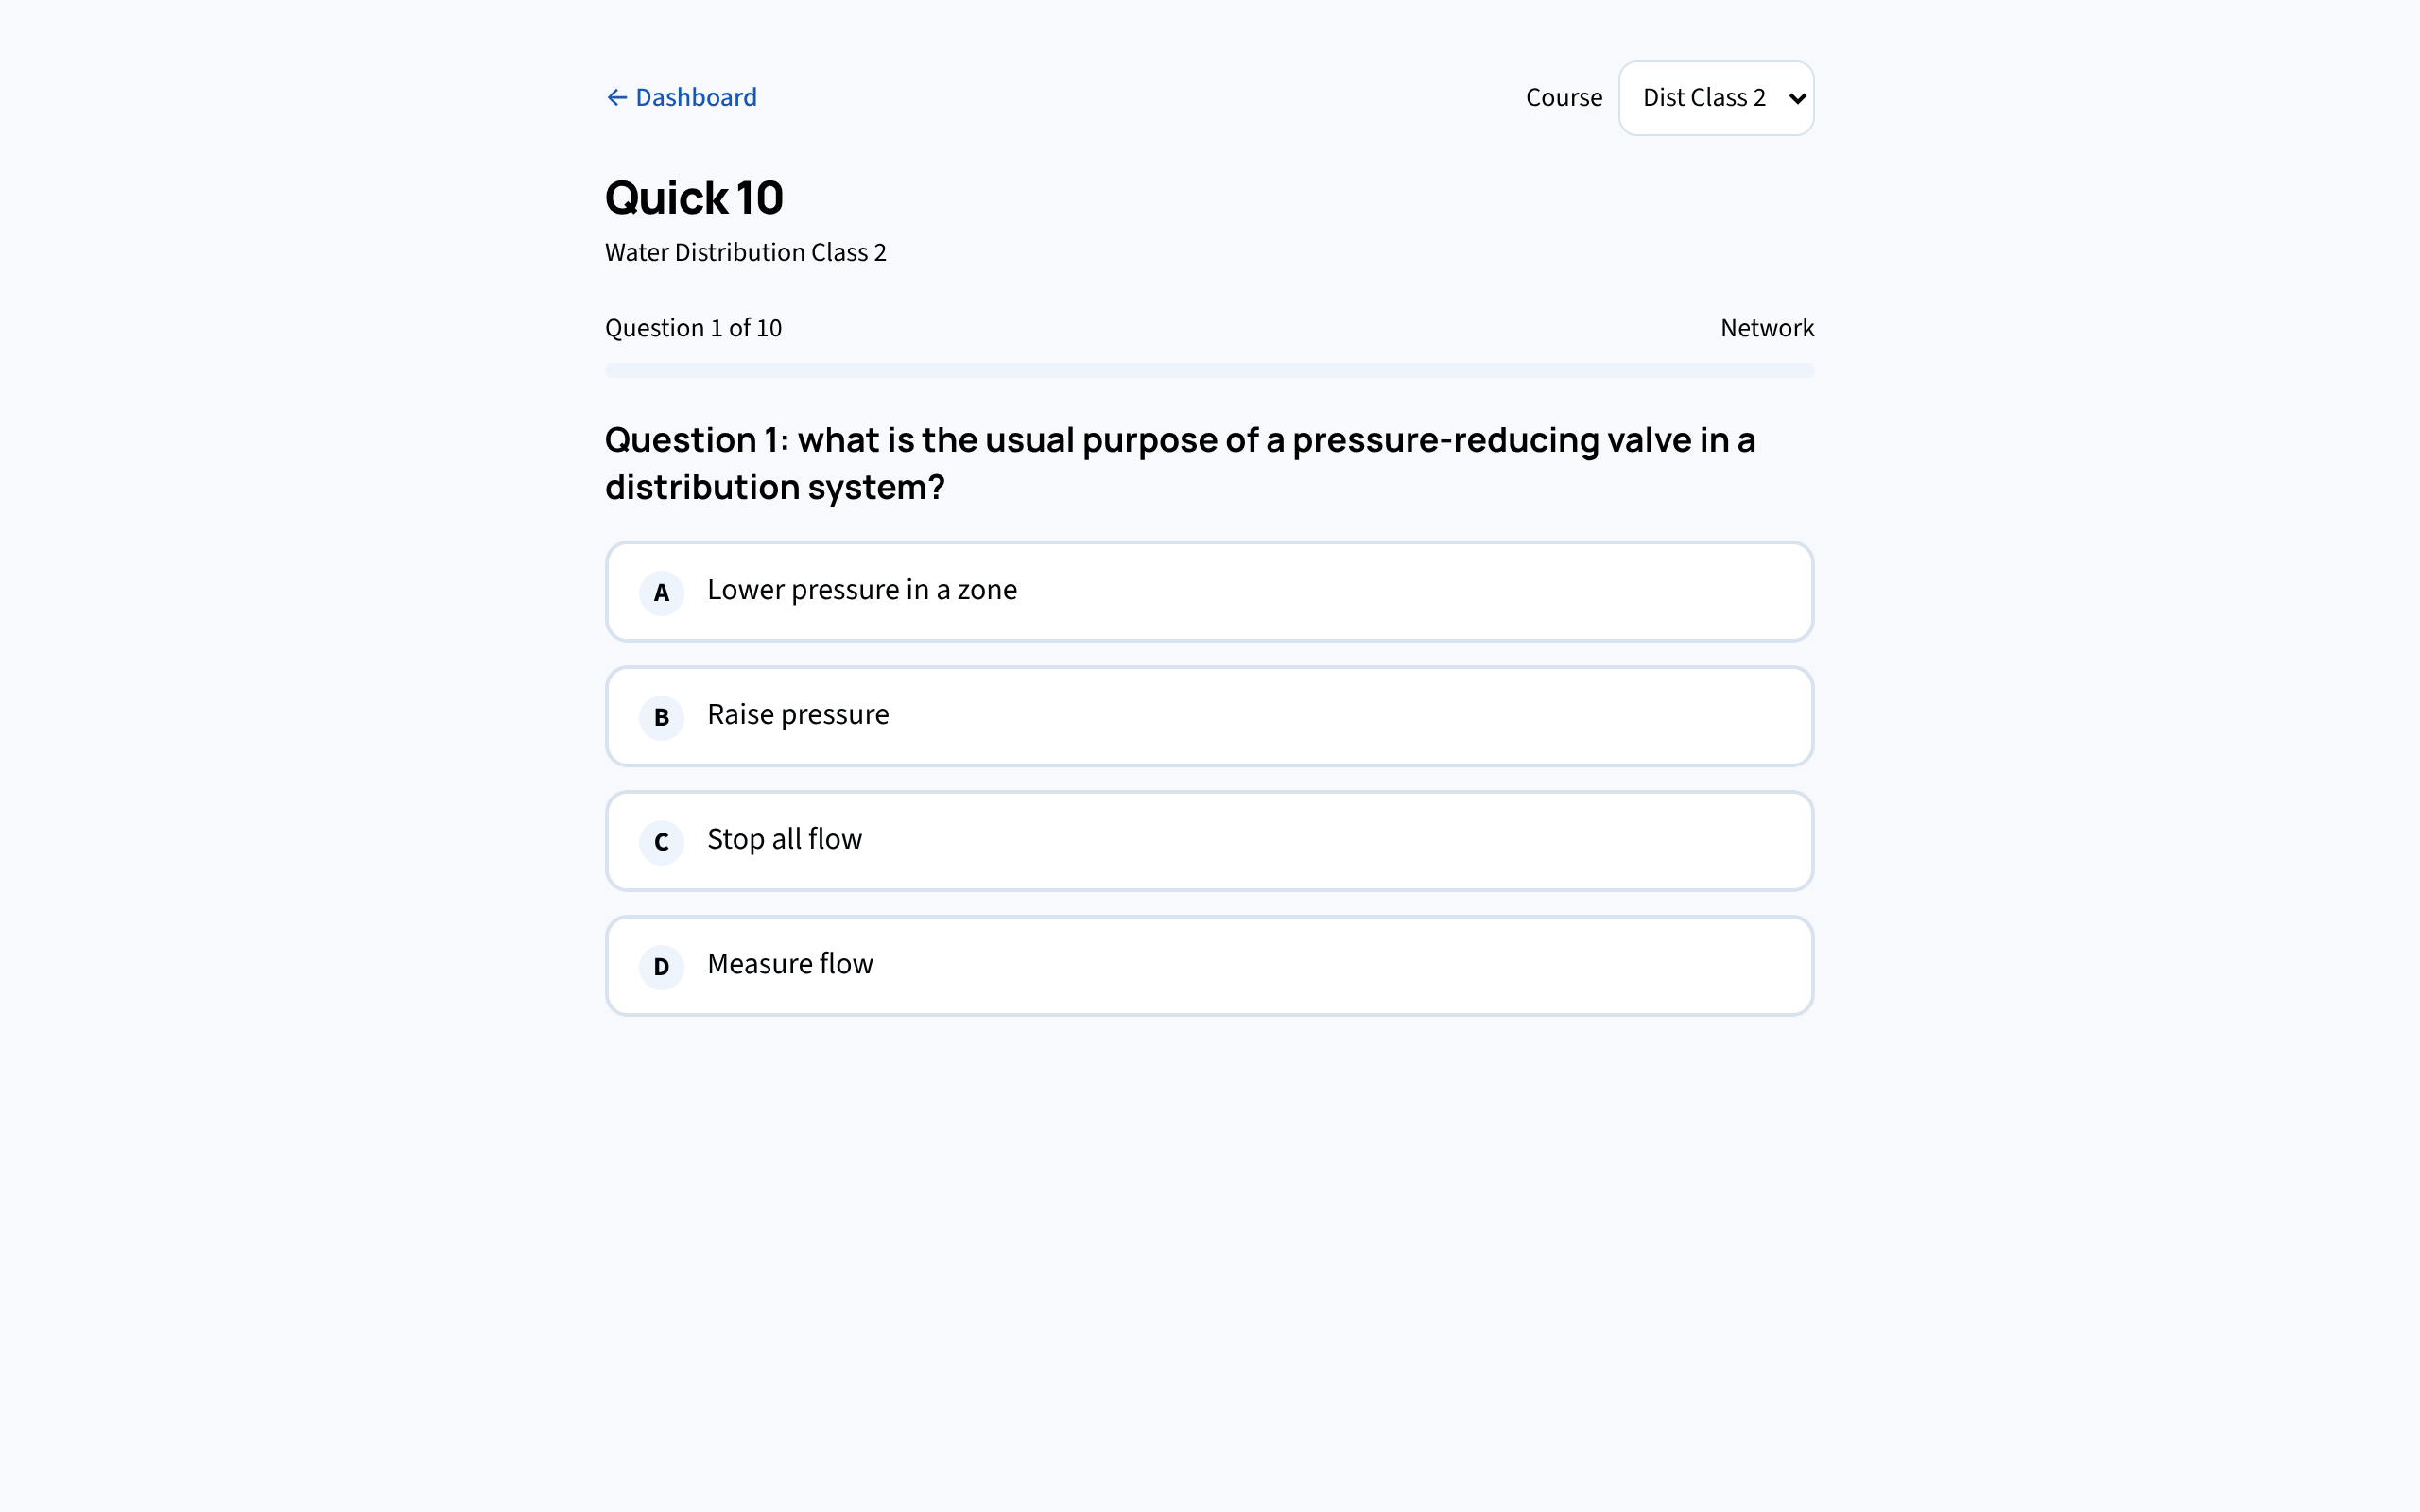 ← Dashboard
Course
Dist Class 2
Quick 10
Water Distribution Class 2
Question 1 of 10
Network
Question 1: what is the usual purpose of a pressure-reducing valve in a
distribution system?
A Lower pressure in a zone
B Raise pressure
C Stop all flow
D Measure flow